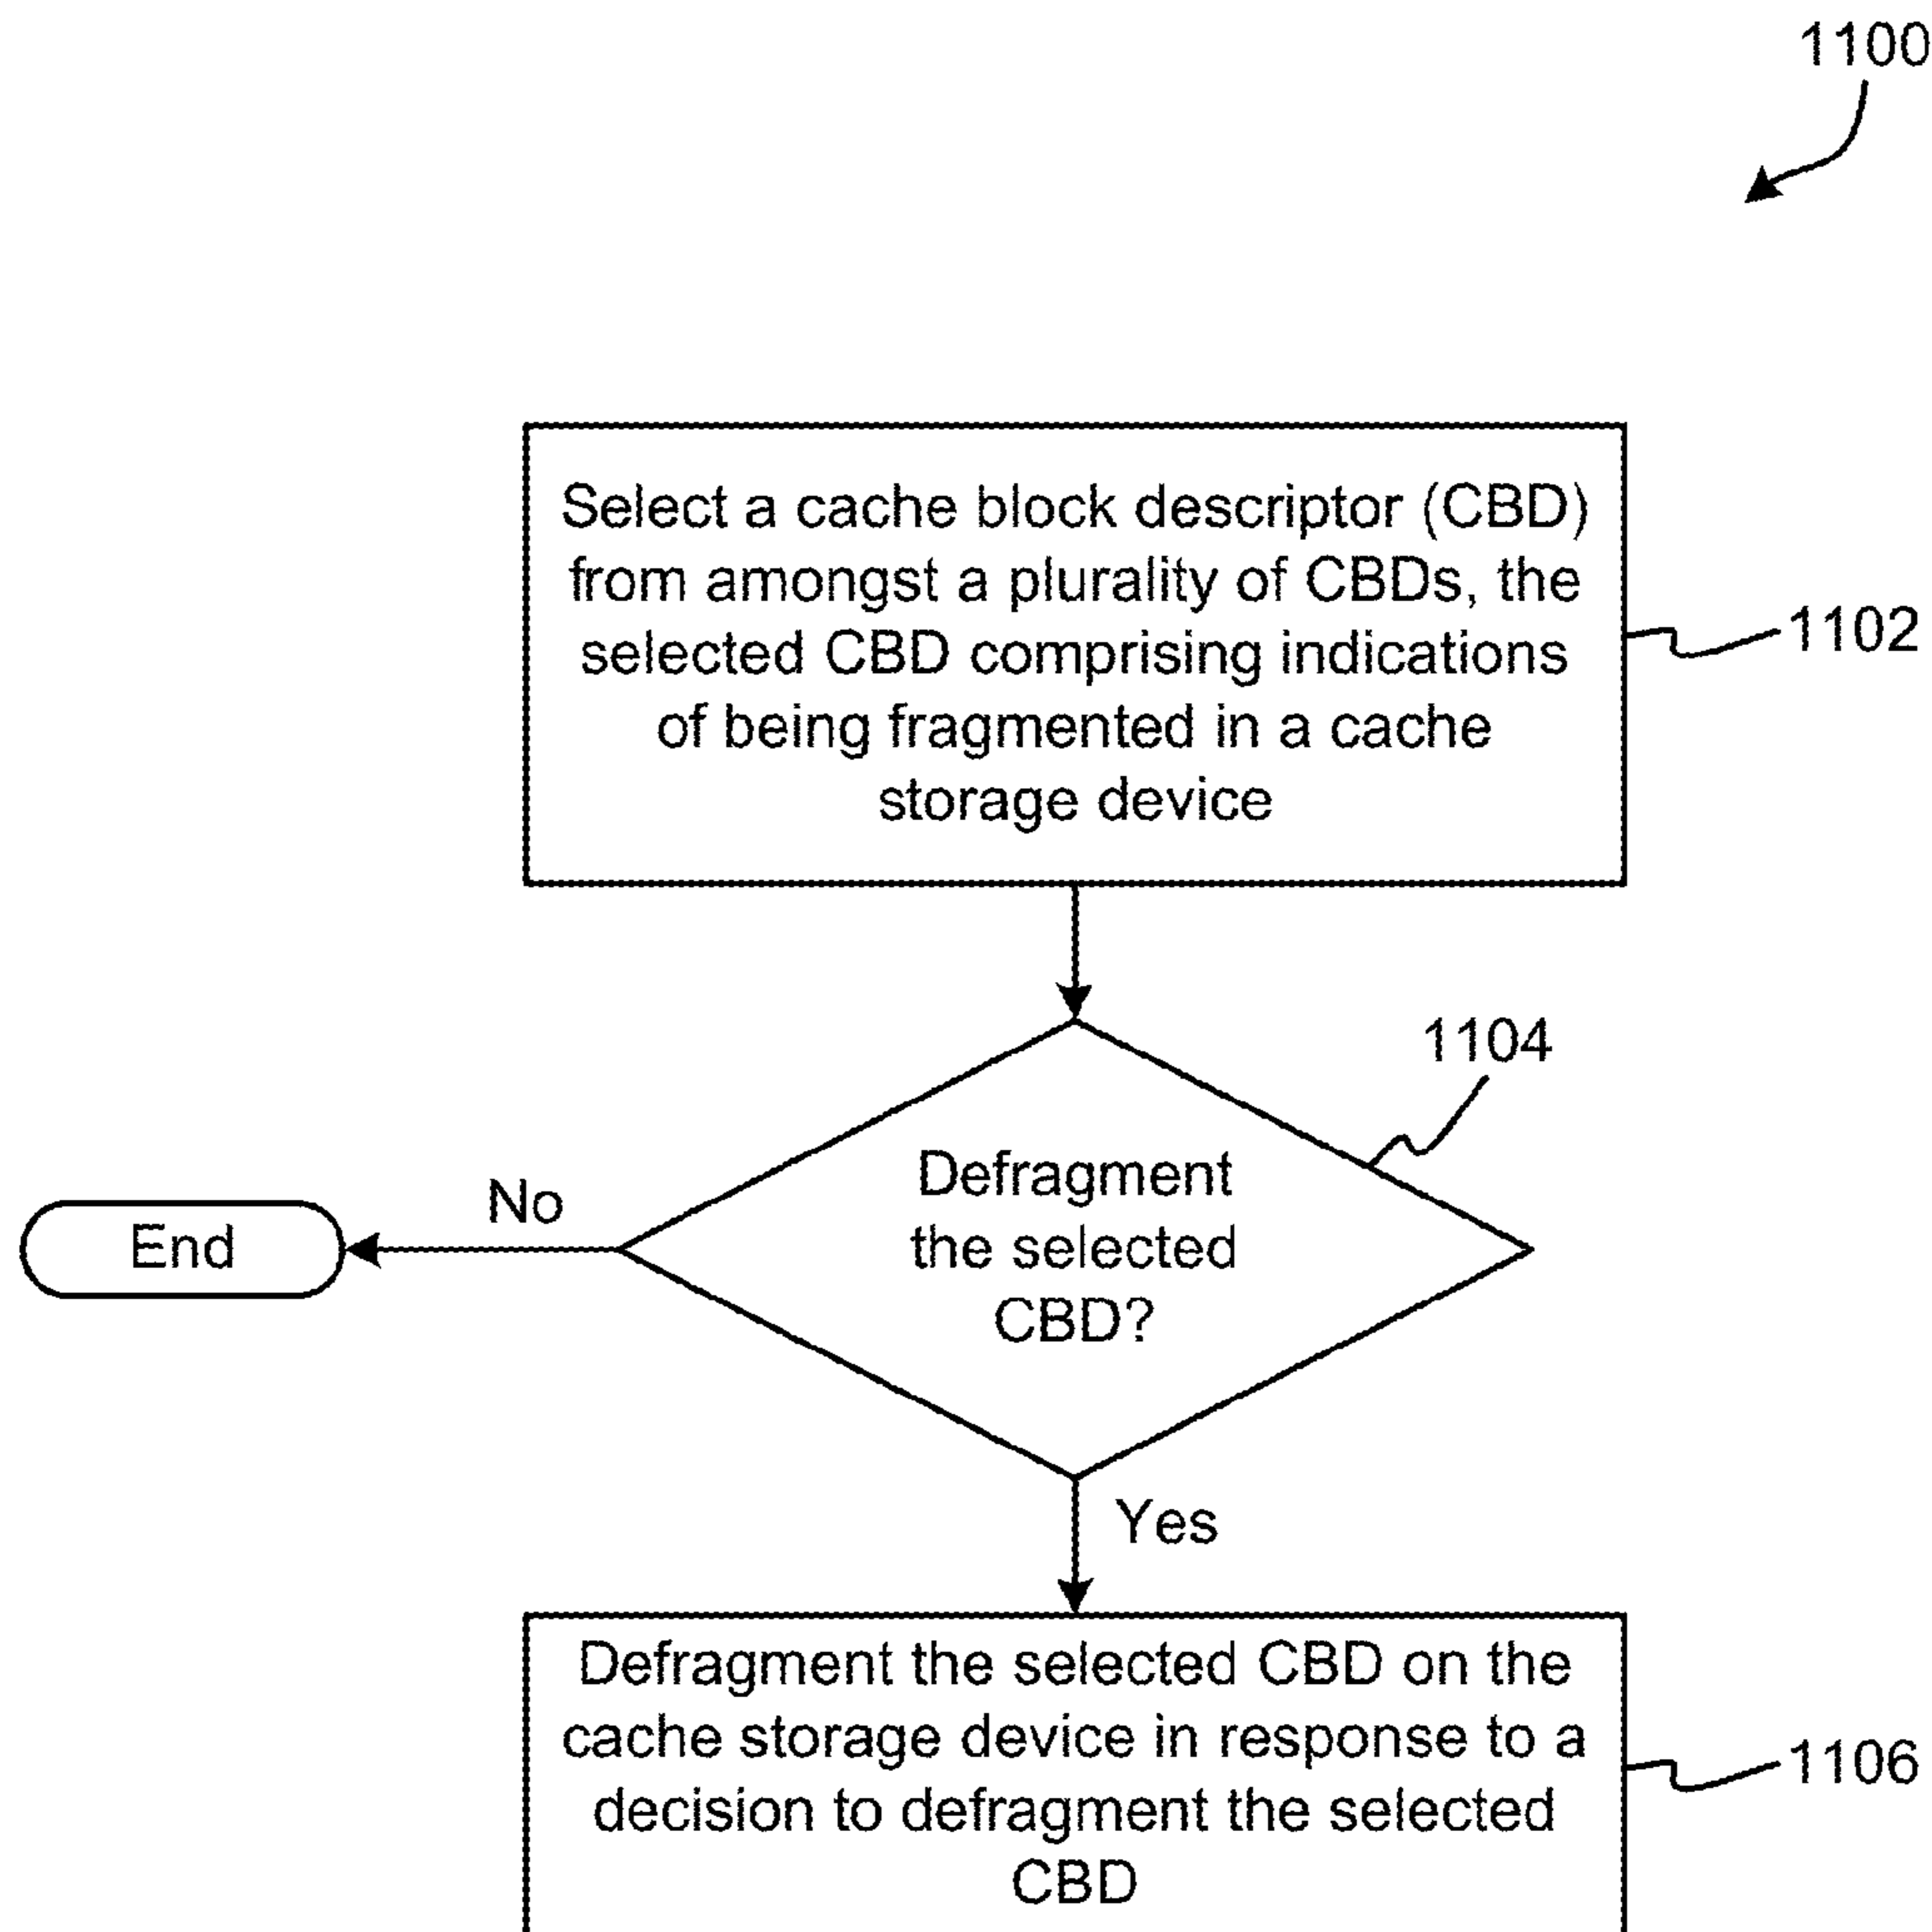 1100
Select a cache block descriptor (CBD)
from amongst a plurality of CBDs, the
selected CBD comprising indications
of being fragmented in a cache
storage device
1102
1104
Defragment
the selected
CBD?
No
End
Yes
Defragment the selected CBD on the
cache storage device in response to a
decision to defragment the selected
CBD
1106